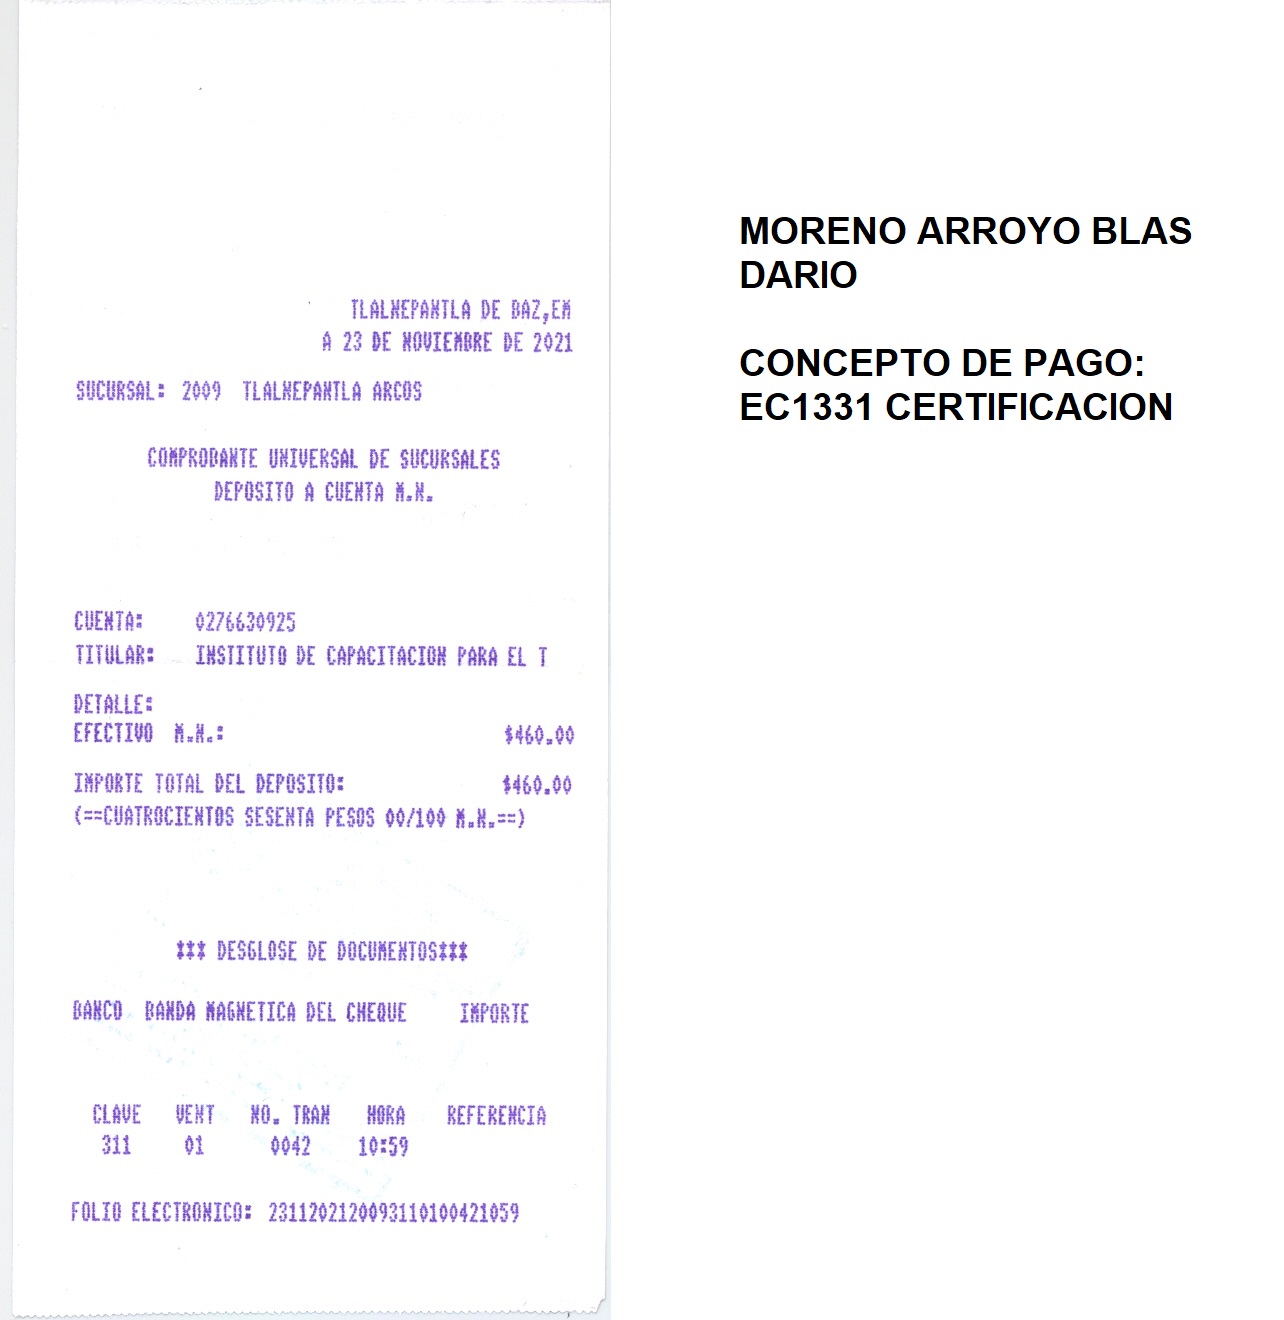 TLALNEPANTLA DE BAZ,EM
A 23 DE NOVIEMBRE DE 2021
SUCURSAL: 2009 TLALNEPANTLA ARCOS
COMPROBANTE UNIVERSAL DE SUCURSALES
DEPOSITO A CUENTA M.N.
CUENTA: 0276630925
TITULAR: INSTITUTO DE CAPACITACION PARA EL T
DETALLE:
EFECTIVO M.N.: $460.00
IMPORTE TOTAL DEL DEPOSITO: $460.00
(==CUATROCIENTOS SESENTA PESOS 00/100 M.N.==)
*** DESGLOSE DE DOCUMENTOS***
BANCO BANDA MAGNETICA DEL CHEQUE IMPORTE
CLAVE VENT NO. TRAN HORA REFERENCIA
311 01 0042 10:59
FOLIO ELECTRONICO: 2311202120093110100421059
MORENO ARROYO BLAS
DARIO
CONCEPTO DE PAGO:
EC1331 CERTIFICACION